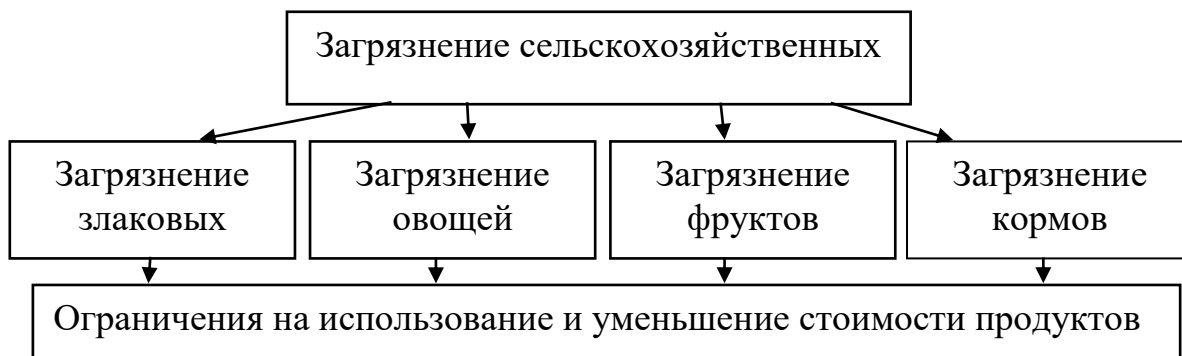 Загрязнение сельскохозяйственных
Загрязнение
злаковых
Загрязнение
овощей
Загрязнение
фруктов
Загрязнение
кормов
Ограничения на использование и уменьшение стоимости продуктов